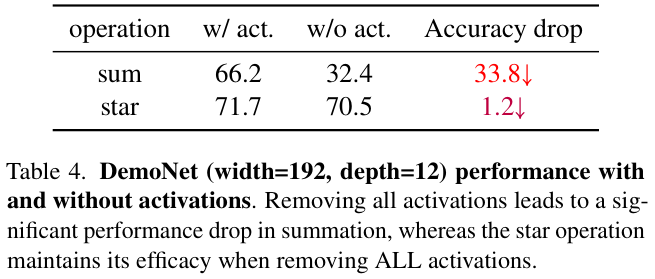 operation w/ act. w/o act. Accuracy drop
sum 66.2 32.4 33.8↓
star 71.7 70.5 1.2↓
Table 4. DemoNet (width=192, depth=12) performance with
and without activations. Removing all activations leads to a sig-
nificant performance drop in summation, whereas the star operation
maintains its efficacy when removing ALL activations.